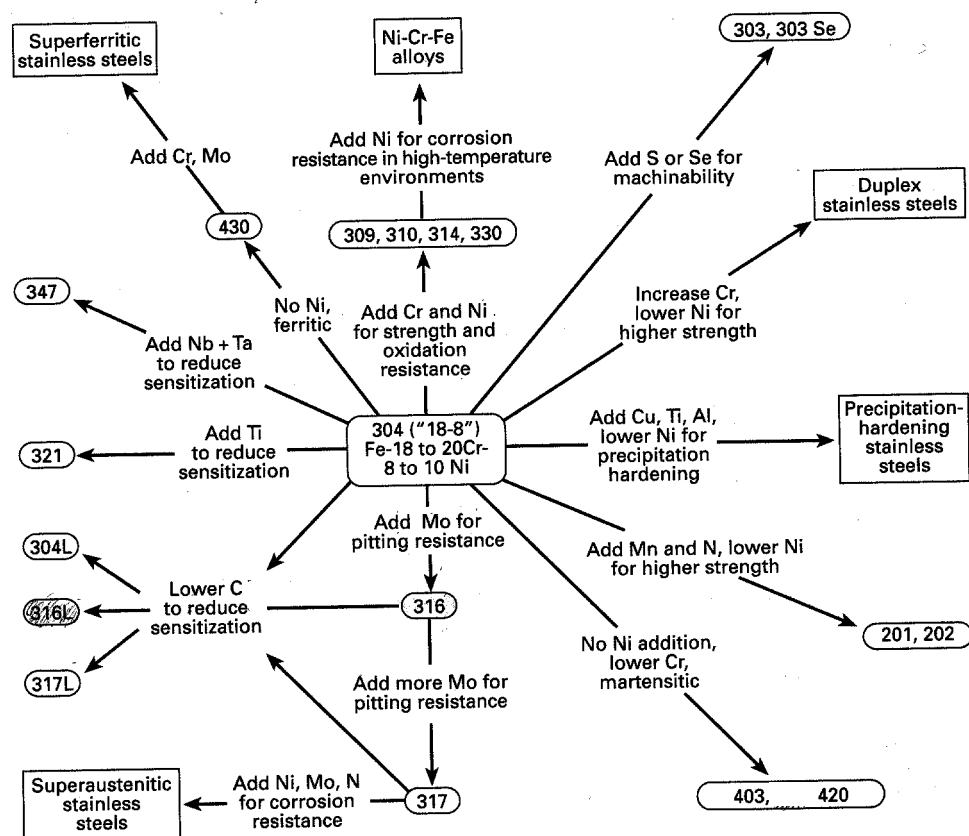 Superferritic
stainless steels
Ni-Cr-Fe
alloys
303, 303 Se
Add Cr, Mo
Add Ni for corrosion
resistance in high-temperature
environments
Add S or Se for
machinability
Duplex
stainless steels
430
309, 310, 314, 330
347
No Ni,
ferritic
Add Cr and Ni
for strength and
oxidation
resistance
Increase Cr,
lower Ni for
higher strength
Add Nb + Ta
to reduce
sensitization
304 ("18-8")
Fe-18 to 20Cr-
8 to 10 Ni
Add Cu, Ti, Al,
lower Ni for
precipitation
hardening
Precipitation-
hardening
stainless
steels
321
Add Ti
to reduce
sensitization
Add Mo for
pitting resistance
Add Mn and N, lower Ni
for higher strength
304L
316L
317L
Lower C
to reduce
sensitization
316
201, 202
No Ni addition,
lower Cr,
martensitic
Add more Mo for
pitting resistance
Superaustenitic
stainless
steels
Add Ni, Mo, N
for corrosion
resistance
317
403, 420